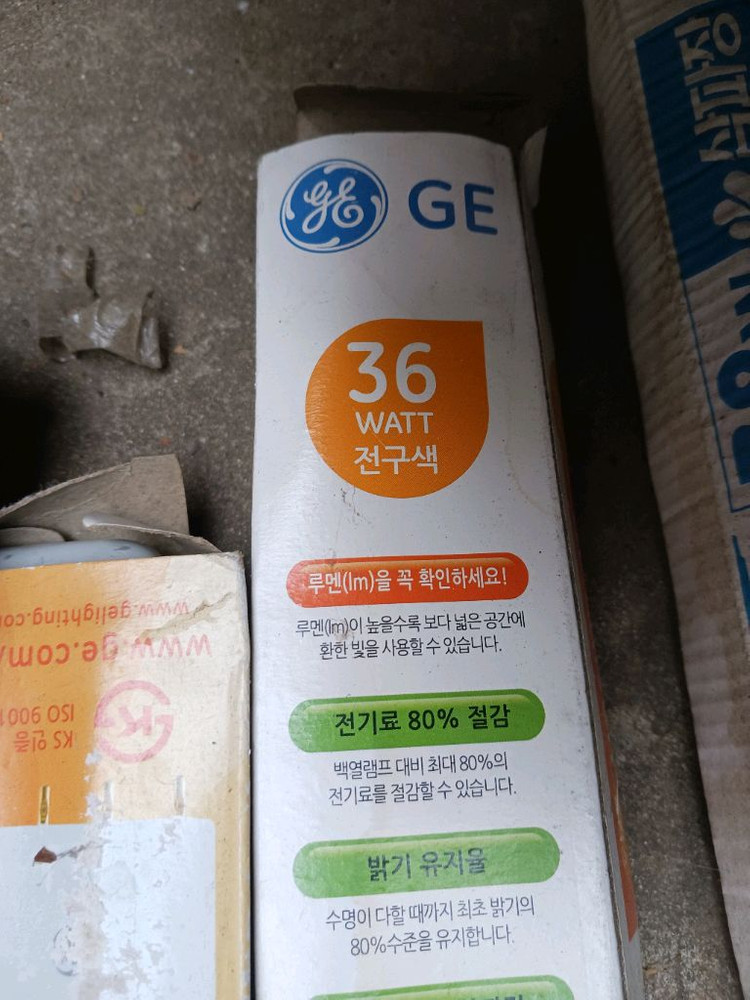 GE GE
36
WATT
전구색
루멘(lm)을 꼭 확인하세요!
루멘(lm)이 높을수록 보다 넓은 공간에
환한 빛을 사용할 수 있습니다.
전기료 80% 절감
백열램프 대비 최대 80%의
전기료를 절감할 수 있습니다.
밝기 유지율
수명이 다할 때까지 최초 밝기의
80%수준을 유지합니다.
KS 인증
ISO 9001
www.ge.com/
www.gelighting.co